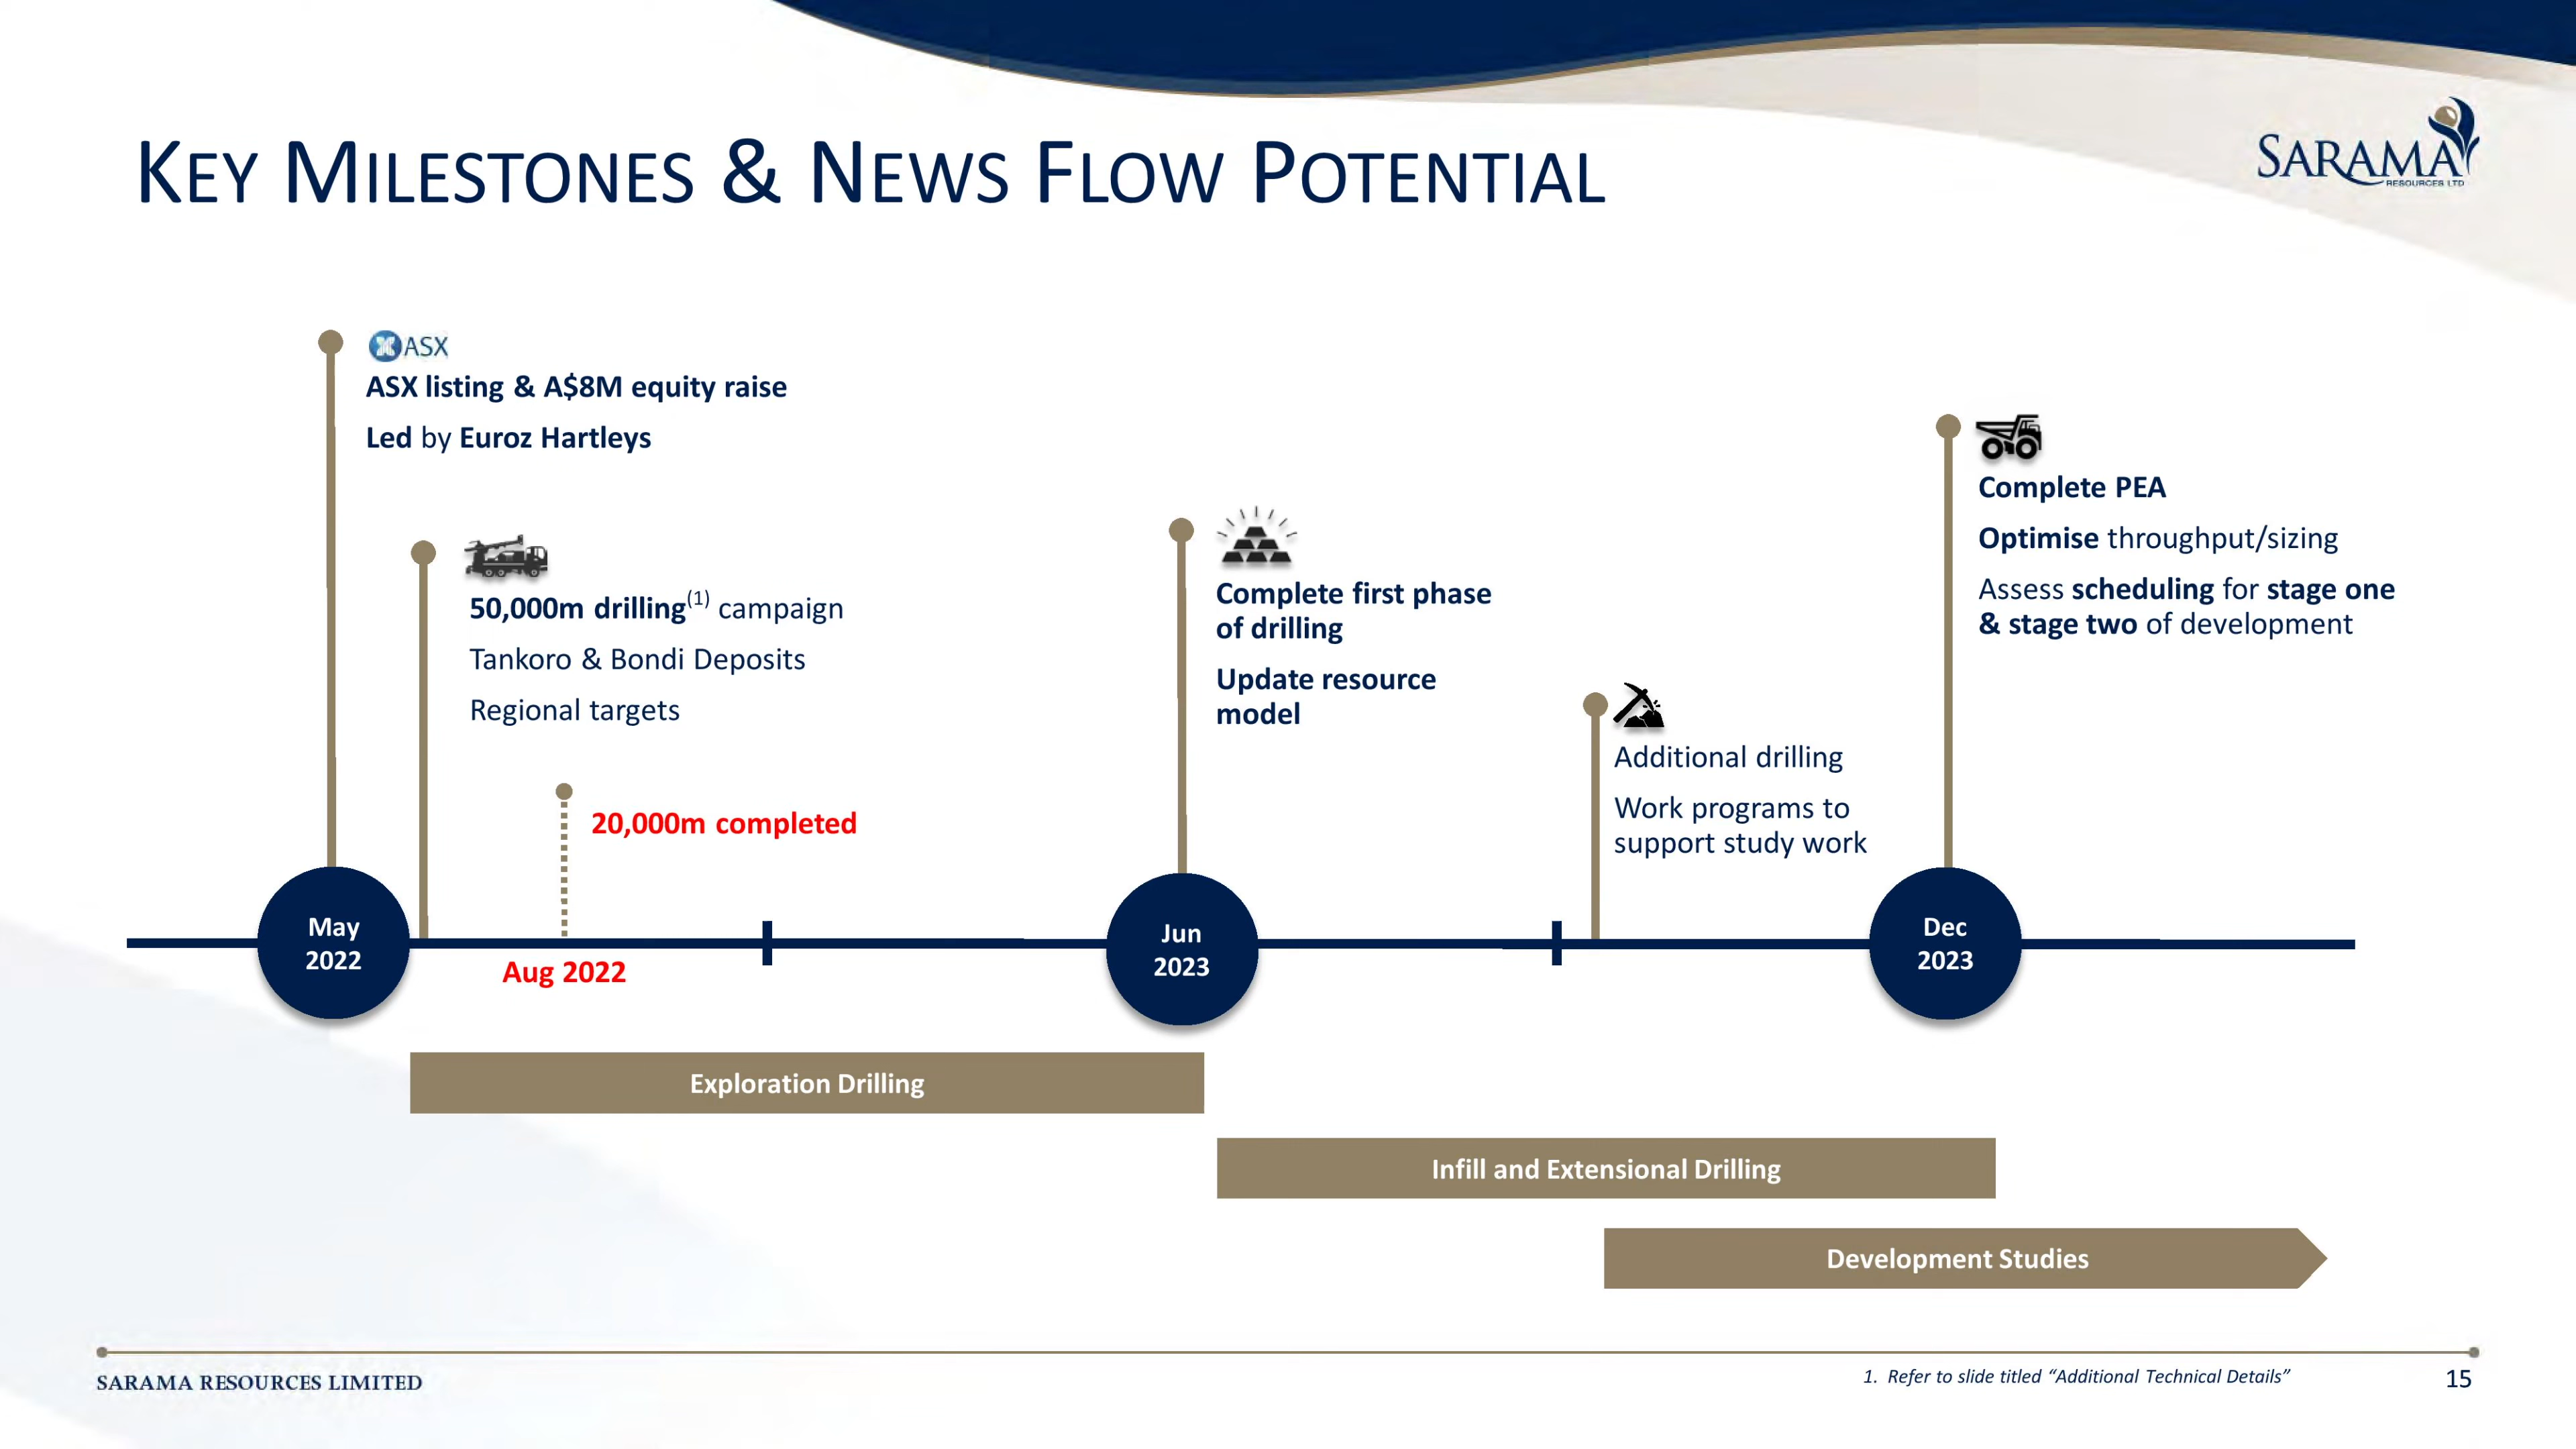 KEY MILESTONES & NEWS FLOW POTENTIAL
SARAMA
RESOURCES LTD
ASX
ASX listing & A$8M equity raise
Led by Euroz Hartleys
50,000m drilling(1) campaign
Tankoro & Bondi Deposits
Regional targets
20,000m completed
Complete first phase
of drilling
Update resource
model
Additional drilling
Work programs to
support study work
Complete PEA
Optimise throughput/sizing
Assess scheduling for stage one
& stage two of development
May
2022
Aug 2022
Jun
2023
Dec
2023
Exploration Drilling
Infill and Extensional Drilling
Development Studies
SARAMA RESOURCES LIMITED
1. Refer to slide titled “Additional Technical Details”
15